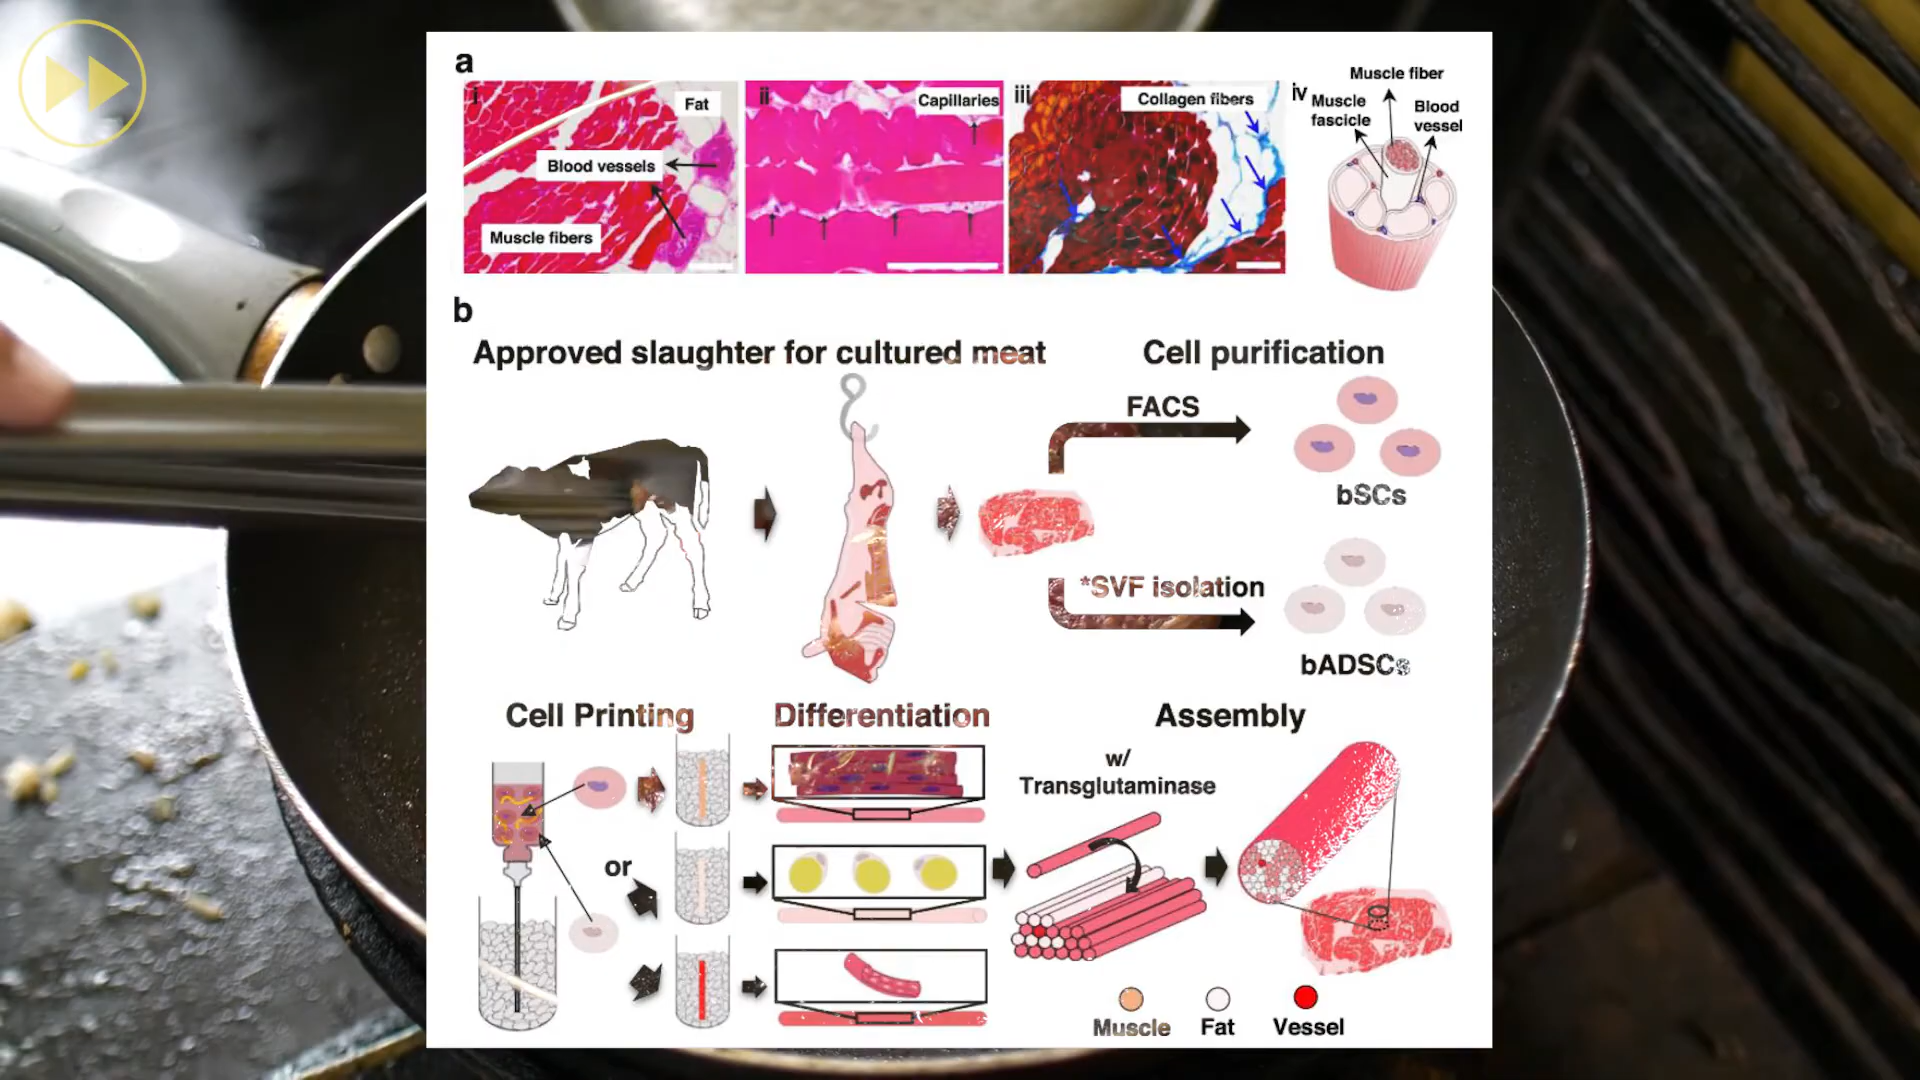 a
i
Fat
Blood vessels
Muscle fibers
ii
Capillaries
iii
Collagen fibers
iv
Muscle fiber
Muscle
fascicle
Blood
vessel
b
Approved slaughter for cultured meat
Cell purification
FACS
bSCs
*SVF isolation
bADSCs
Cell Printing
or
Differentiation
Assembly
w/
Transglutaminase
Muscle
Fat
Vessel